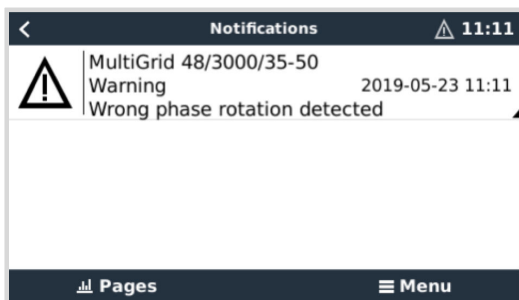 Notifications 11:11
MultiGrid 48/3000/35-50
Warning 2019-05-23 11:11
Wrong phase rotation detected
Pages Menu